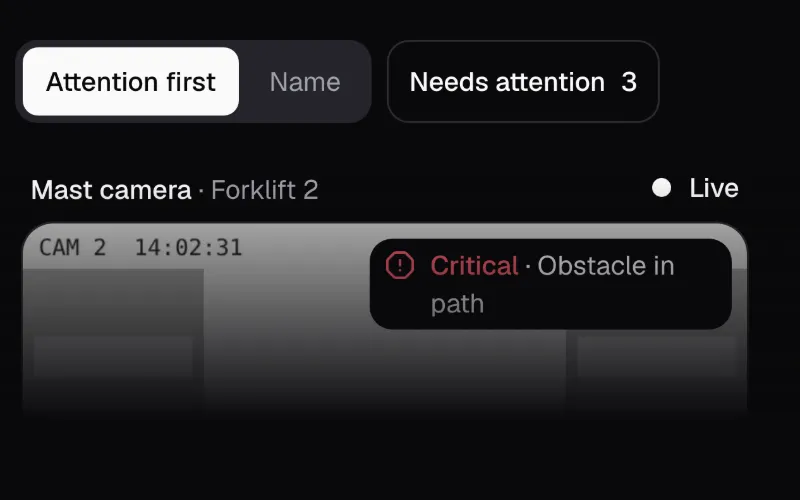 Attention first
Name
Needs attention 3
Mast camera · Forklift 2
Live
CAM 2 14:02:31
Critical · Obstacle in
path